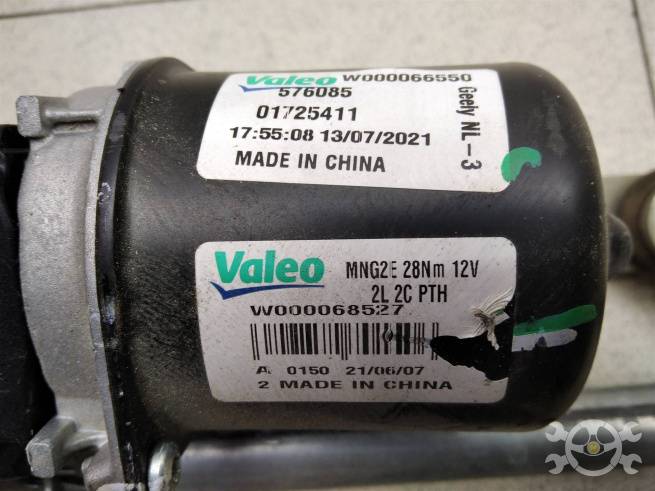 Valeo W000066550
576085
01725411
17:55:08 13/07/2021
MADE IN CHINA
Geely NL-3
Valeo MNG2E 28Nm 12V
2L 2C PTH
W000068527
A 0150 21/06/07
2 MADE IN CHINA